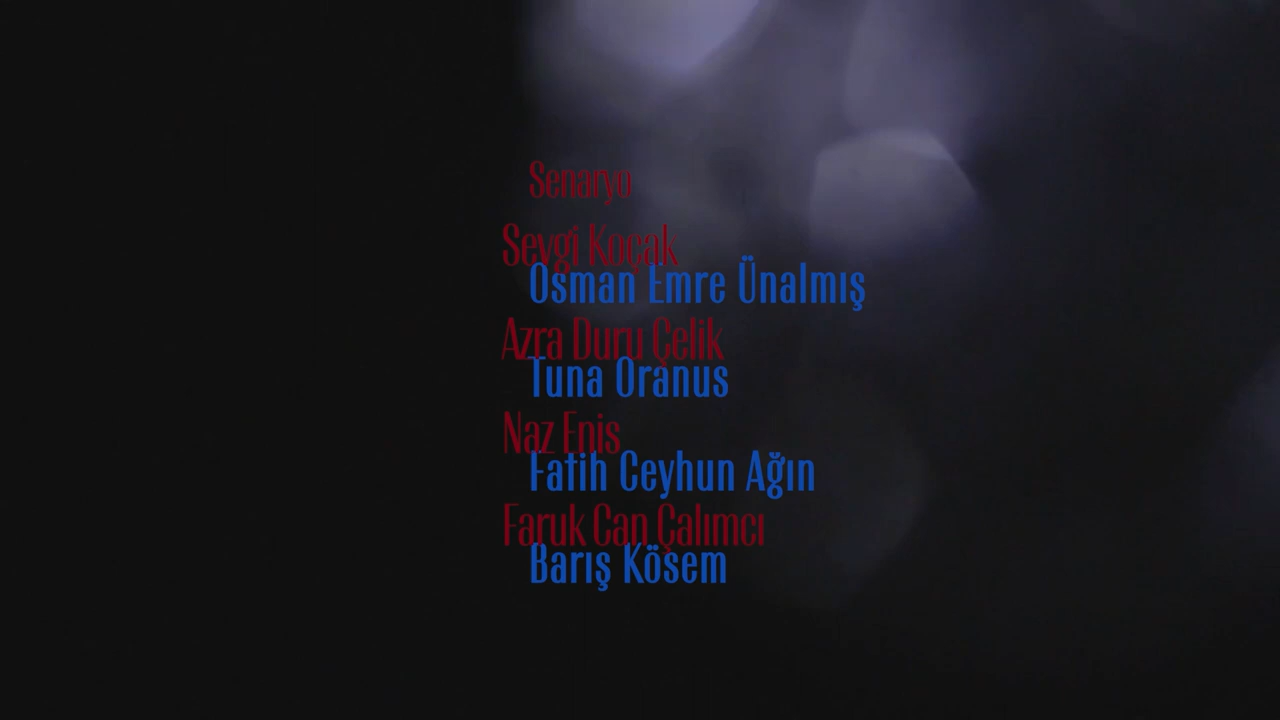 Senaryo
Sevgi Koçak
Osman Emre Ünalmış
Azra Duru Çelik
Tuna Oranus
Naz Enis
Fatih Ceyhun Ağın
Faruk Can Çalımcı
Barış Kösem